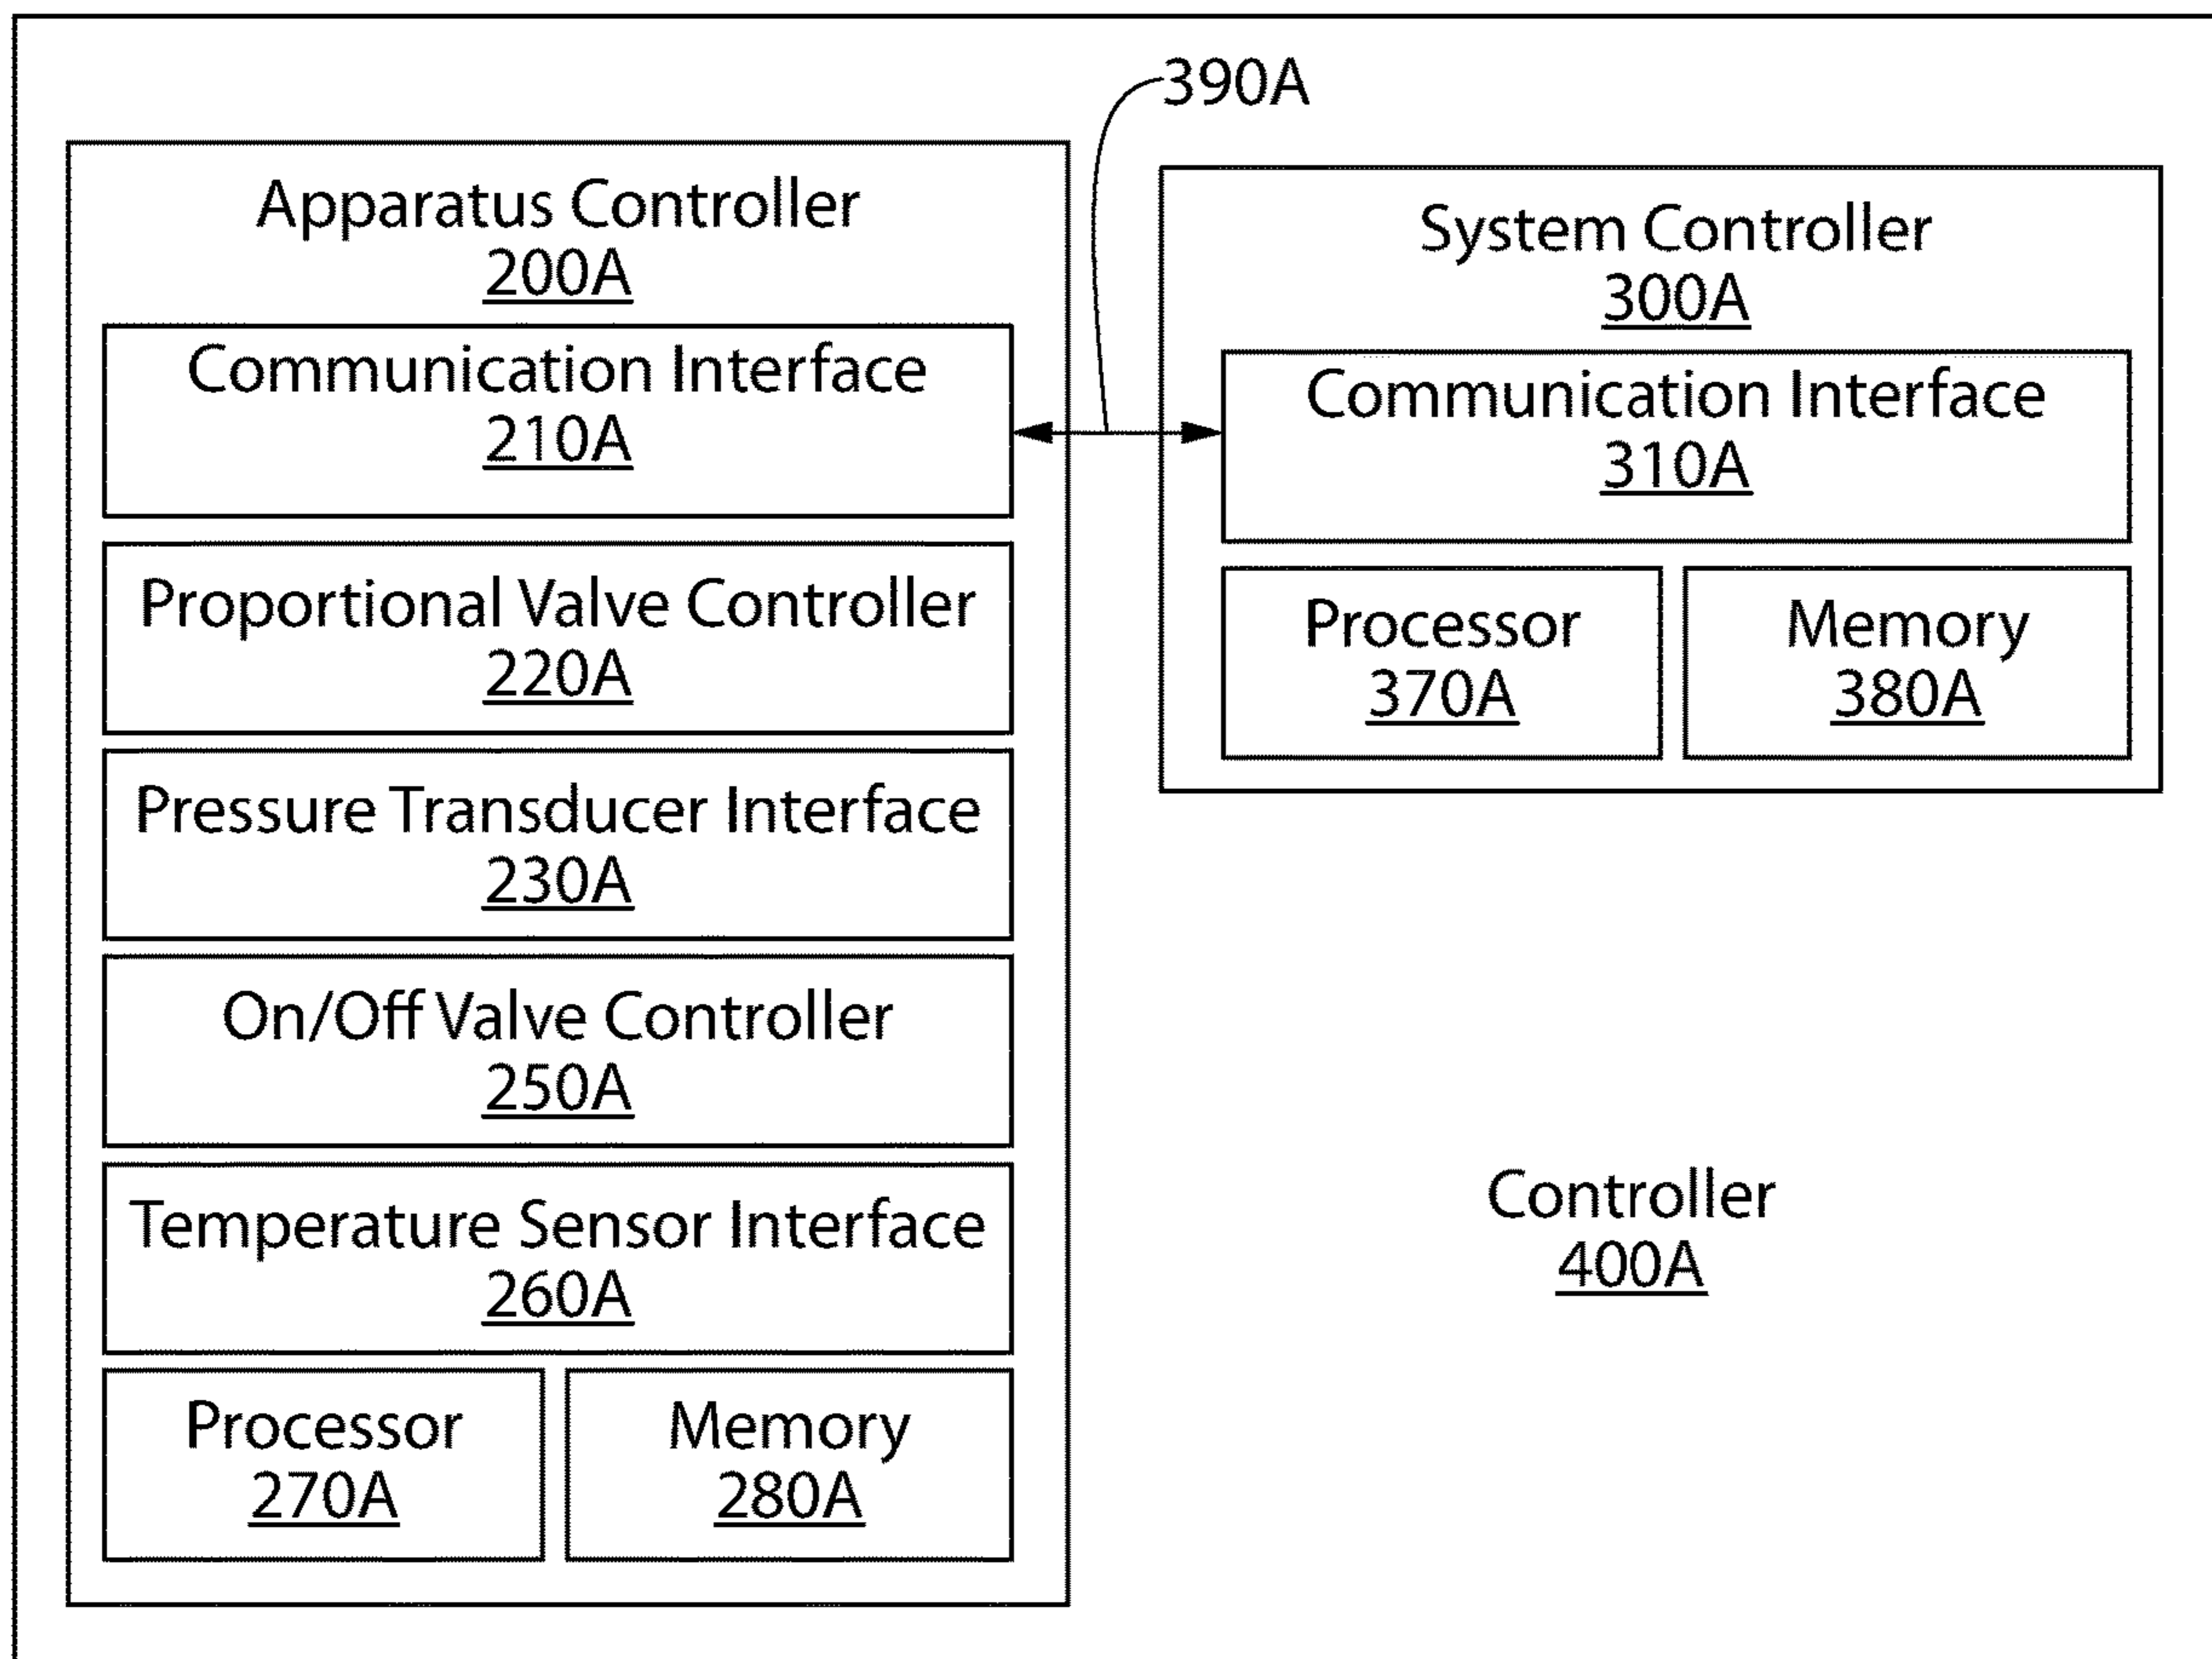 390A
Apparatus Controller
200A
Communication Interface
210A
Proportional Valve Controller
220A
Pressure Transducer Interface
230A
On/Off Valve Controller
250A
Temperature Sensor Interface
260A
Processor
270A
Memory
280A
System Controller
300A
Communication Interface
310A
Processor
370A
Memory
380A
Controller
400A